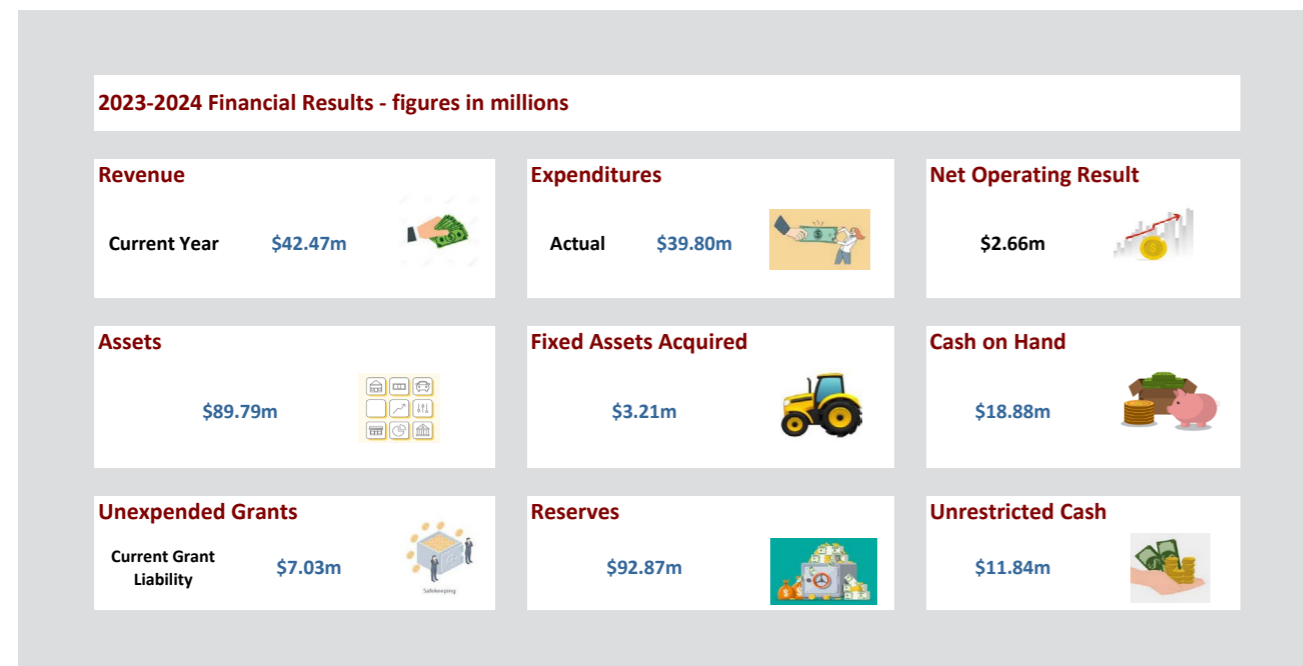 2023-2024 Financial Results - figures in millions
Revenue
Current Year $42.47m
Expenditures
Actual $39.80m
Net Operating Result
$2.66m
Assets
$89.79m
Fixed Assets Acquired
$3.21m
Cash on Hand
$18.88m
Unexpended Grants
Current Grant
Liability
$7.03m
Safekeeping
Reserves
$92.87m
Unrestricted Cash
$11.84m